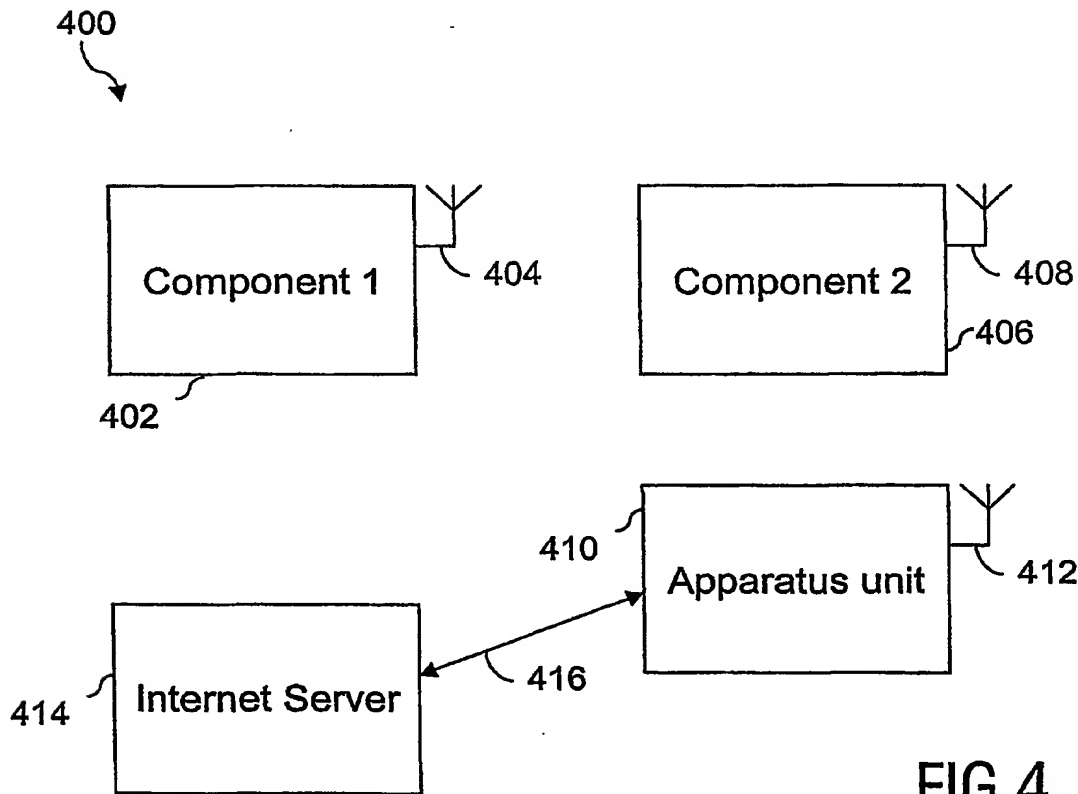 400
Component 1
404
402
Component 2
408
406
410
Apparatus unit
412
414
Internet Server
416
FIG 4